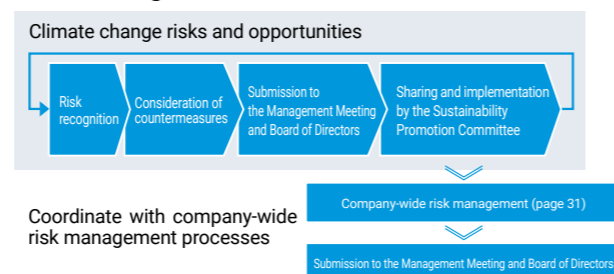 Climate change risks and opportunities
Risk
recognition
Consideration of
countermeasures
Submission to
the Management Meeting
and Board of Directors
Sharing and implementation
by the Sustainability
Promotion Committee
Company-wide risk management (page 31)
Coordinate with company-wide
risk management processes
Submission to the Management Meeting and Board of Directors